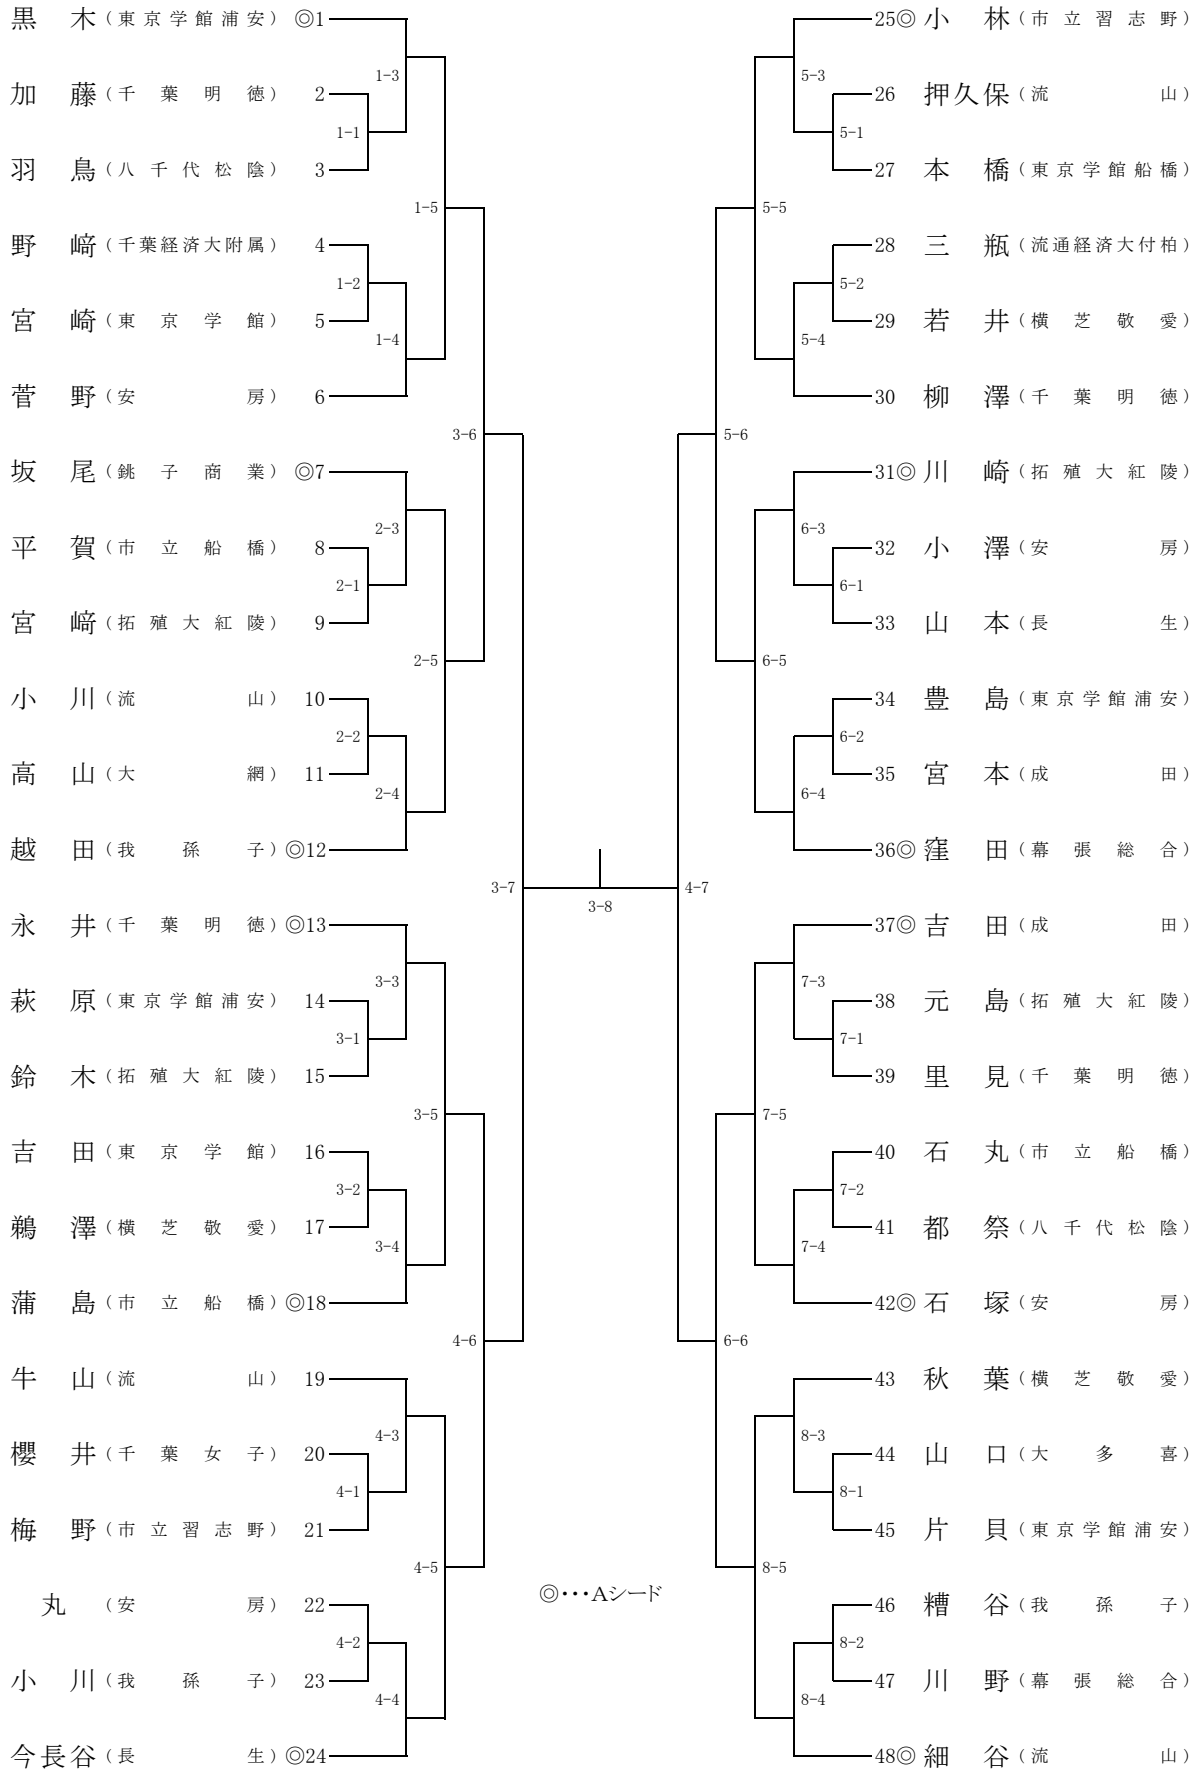 黒木（東京学館浦安）◎1
1-3
加藤（千葉明徳）2
1-1
羽鳥（八千代松陰）3
1-5
野﨑（千葉経済大附属）4
1-2
宮崎（東京学館）5
1-4
菅野（安房）6
3-6
坂尾（銚子商業）◎7
2-3
平賀（市立船橋）8
2-1
宮﨑（拓殖大紅陵）9
2-5
小川（流山）10
2-2
高山（大網）11
2-4
越田（我孫子）◎12
3-7
永井（千葉明徳）◎13
3-3
萩原（東京学館浦安）14
3-1
鈴木（拓殖大紅陵）15
3-5
吉田（東京学館）16
3-2
鵜澤（横芝敬愛）17
3-4
蒲島（市立船橋）◎18
4-6
牛山（流山）19
4-3
櫻井（千葉女子）20
4-1
梅野（市立習志野）21
4-5
丸（安房）22
4-2
小川（我孫子）23
4-4
今長谷（長生）◎24
3-8
◎･･･Aシード
25◎小林（市立習志野）
5-3
26 押久保（流山）
5-1
27 本橋（東京学館船橋）
5-5
28 三瓶（流通経済大付柏）
5-2
29 若井（横芝敬愛）
5-4
30 柳澤（千葉明徳）
5-6
31◎川崎（拓殖大紅陵）
6-3
32 小澤（安房）
6-1
33 山本（長生）
6-5
34 豊島（東京学館浦安）
6-2
35 宮本（成田）
6-4
36◎窪田（幕張総合）
4-7
37◎吉田（成田）
7-3
38 元島（拓殖大紅陵）
7-1
39 里見（千葉明徳）
7-5
40 石丸（市立船橋）
7-2
41 都祭（八千代松陰）
7-4
42◎石塚（安房）
6-6
43 秋葉（横芝敬愛）
8-3
44 山口（大多喜）
8-1
45 片貝（東京学館浦安）
8-5
46 糟谷（我孫子）
8-2
47 川野（幕張総合）
8-4
48◎細谷（流山）